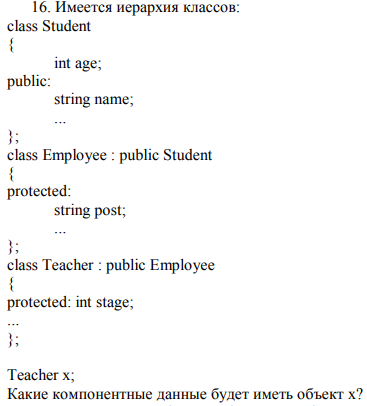 16. Имеется иерархия классов:
class Student
{
int age;
public:
string name;
...
};
class Employee : public Student
{
protected:
string post;
...
};
class Teacher : public Employee
{
protected: int stage;
...
};
Teacher x;
Какие компонентные данные будет иметь объект х?